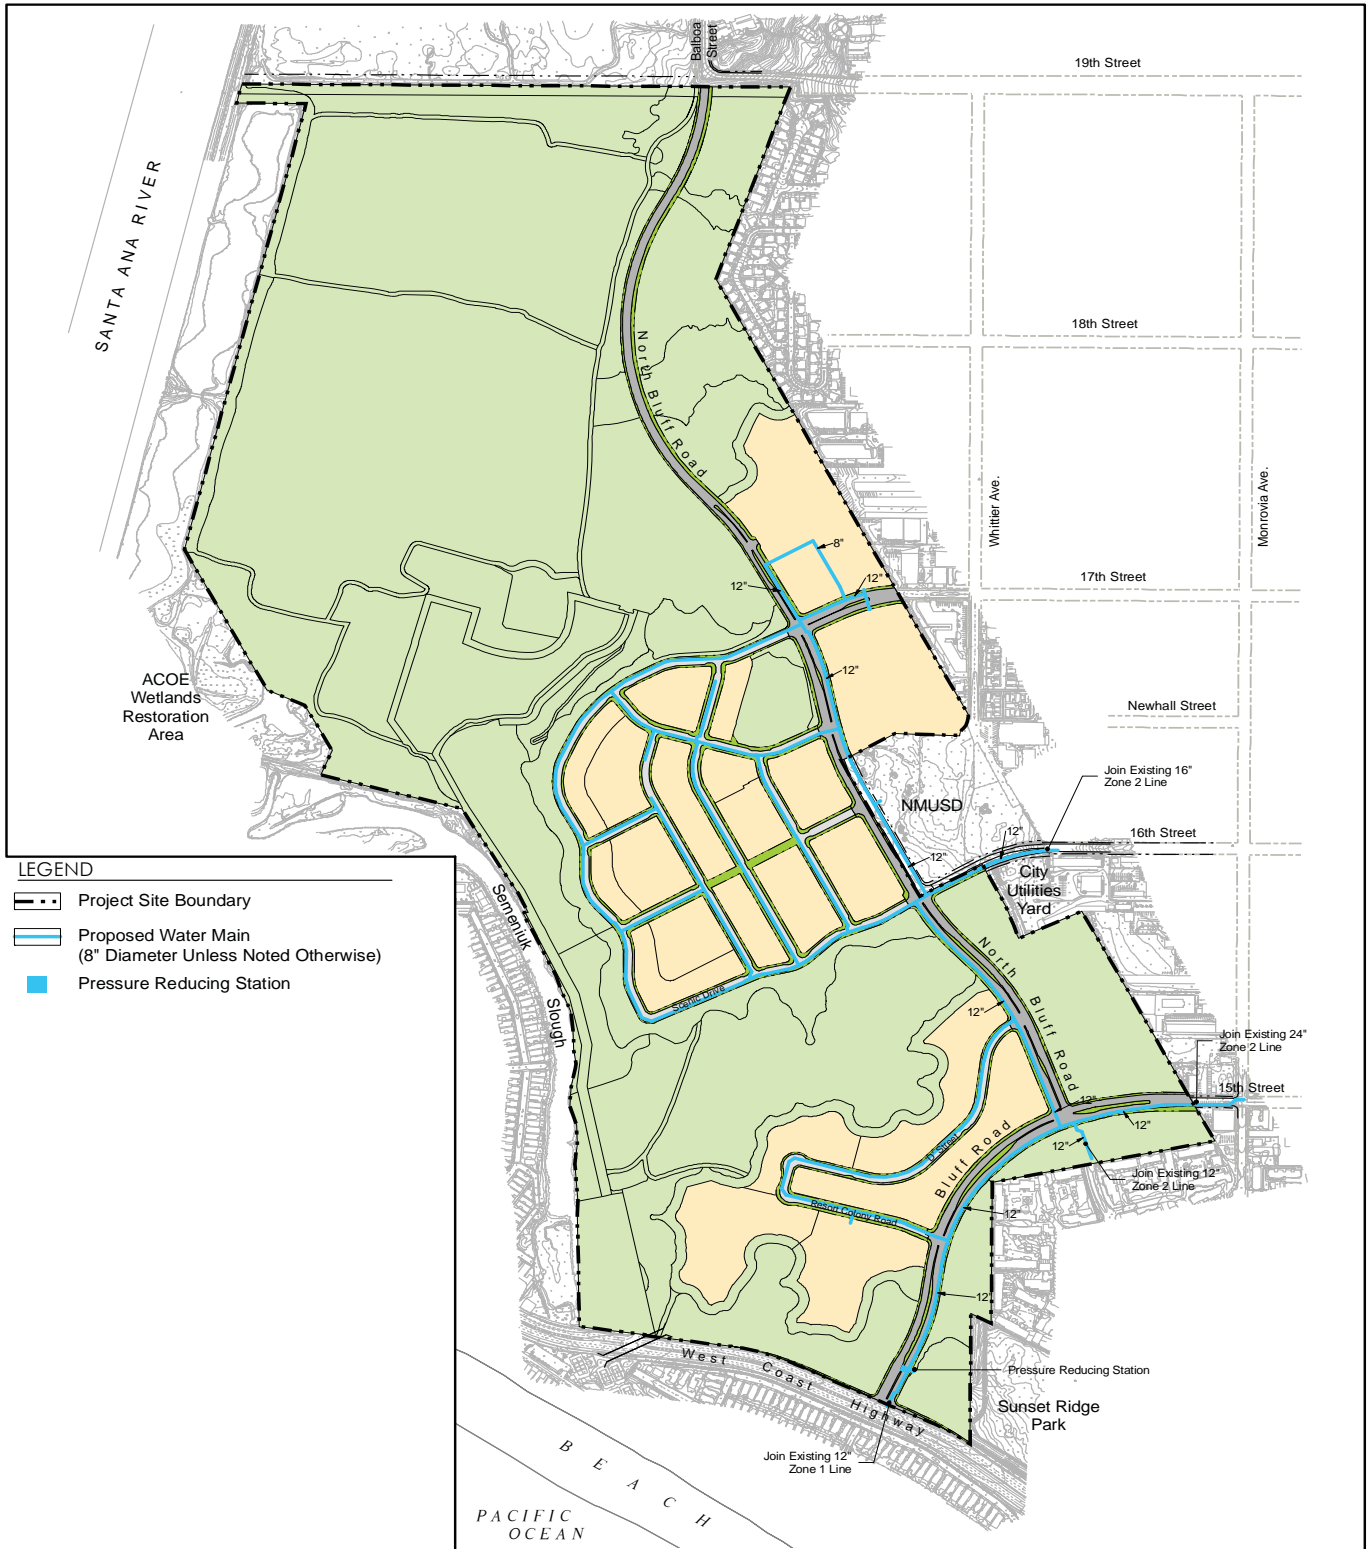 Balboa
Street
19th Street
SANTA ANA RIVER
18th Street
North Bluff Road
Whittier Ave.
Monrovia Ave.
8"
12"
12"
17th Street
12"
ACOE
Wetlands
Restoration
Area
Newhall Street
Join Existing 16"
Zone 2 Line
NMUSD
12"
16th Street
12"
City
Utilities
Yard
LEGEND
Project Site Boundary
Proposed Water Main
(8" Diameter Unless Noted Otherwise)
Pressure Reducing Station
Semeniuk
Slough
North
Bluff Road
Scenic Drive
12"
Join Existing 24"
Zone 2 Line
15th Street
12"
12"
12"
D' Street
Bluff Road
Join Existing 12"
Zone 2 Line
Resort Colony Road
12"
12"
West Coast Highway
Pressure Reducing Station
Sunset Ridge
Park
Join Existing 12"
Zone 1 Line
BEACH
PACIFIC
OCEAN